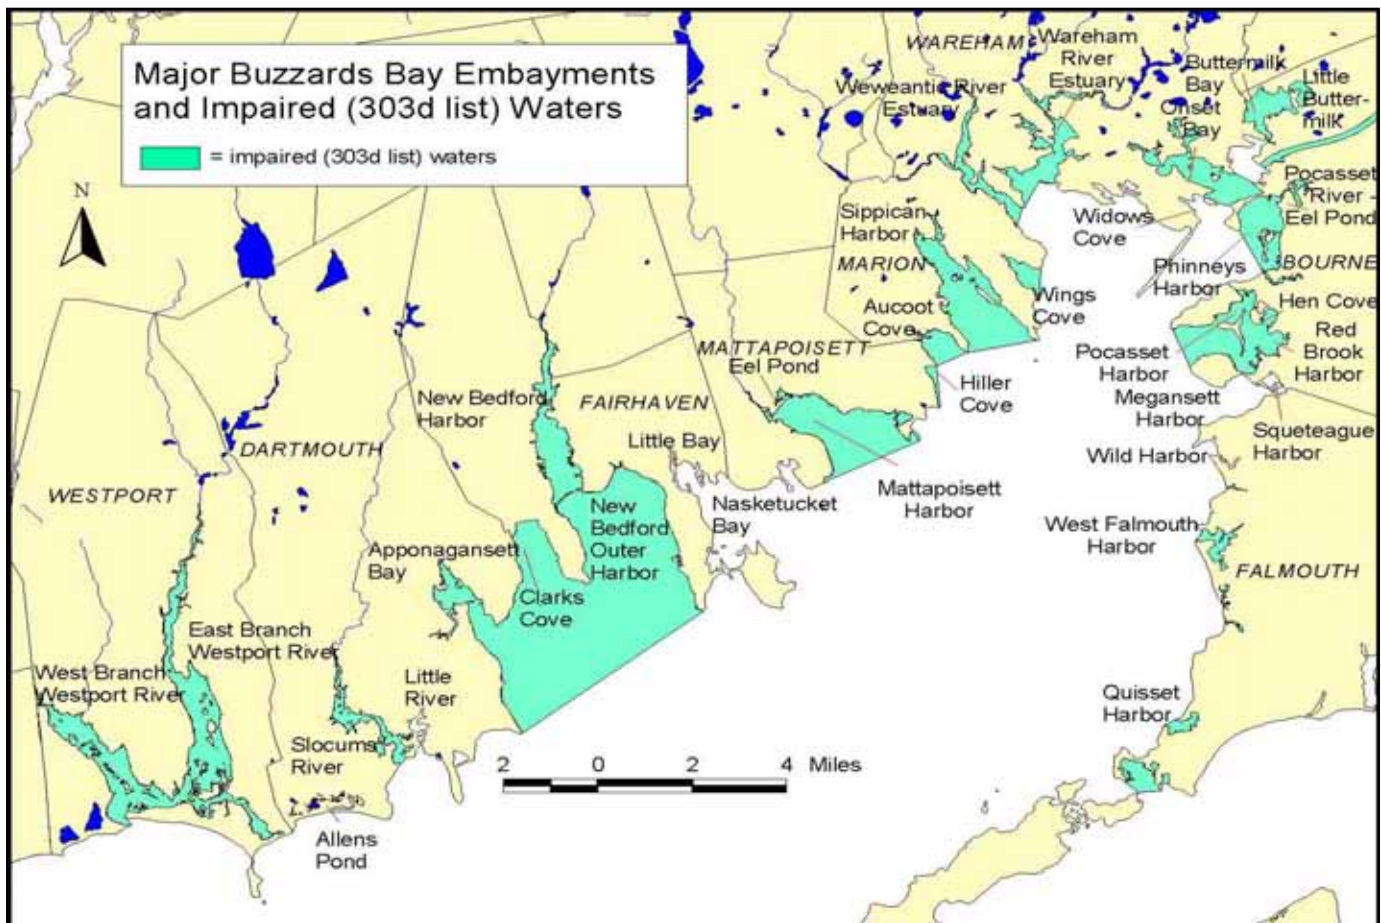 Major Buzzards Bay Embayments
and Impaired (303d list) Waters
= impaired (303d list) waters
N
WAREHAM
Wareham
River
Estuary
Buttermilk
Bay
Little
Butter-
milk
Weweantic River
Estuary
Onset
Bay
Pocasset
River -
Eel Pond
Sippican
Harbor
Widows
Cove
MARION
Phinneys
Harbor
BOURNE
Wings
Cove
Hen Cove
Aucoot
Cove
Red
Brook
Harbor
MATTAPOISETT
Eel Pond
Pocasset
Harbor
Hiller
Cove
Megansett
Harbor
New Bedford
Harbor
FAIRHAVEN
Squeteague
Harbor
Little Bay
DARTMOUTH
Wild Harbor
WESTPORT
Mattapoisett
Harbor
Nasketucket
Bay
New
Bedford
Outer
Harbor
West Falmouth
Harbor
Apponagansett
Bay
FALMOUTH
Clarks
Cove
East Branch
Westport River
West Branch
Westport River
Little
River
Quisset
Harbor
Slocums
River
2 0 2 4 Miles
Allens
Pond